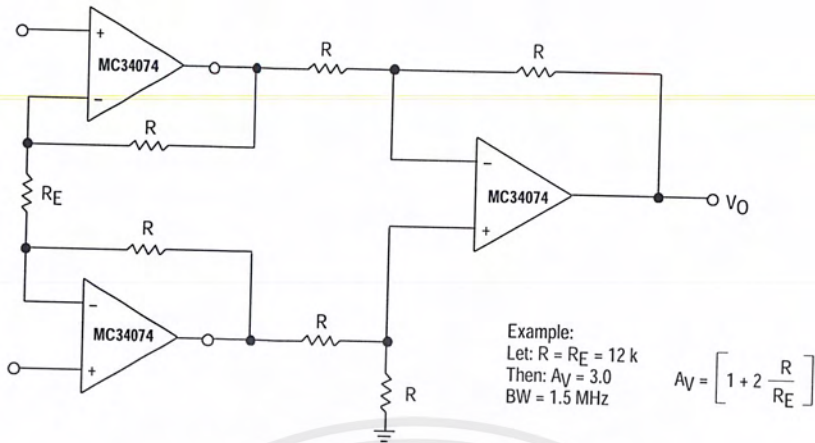 R
R
MC34074
R
RE
MC34074
VO
R
MC34074
R
R
Example:
Let: R = RE = 12 k
Then: AV = 3.0
BW = 1.5 MHz
AV = [1 + 2 R/RE]